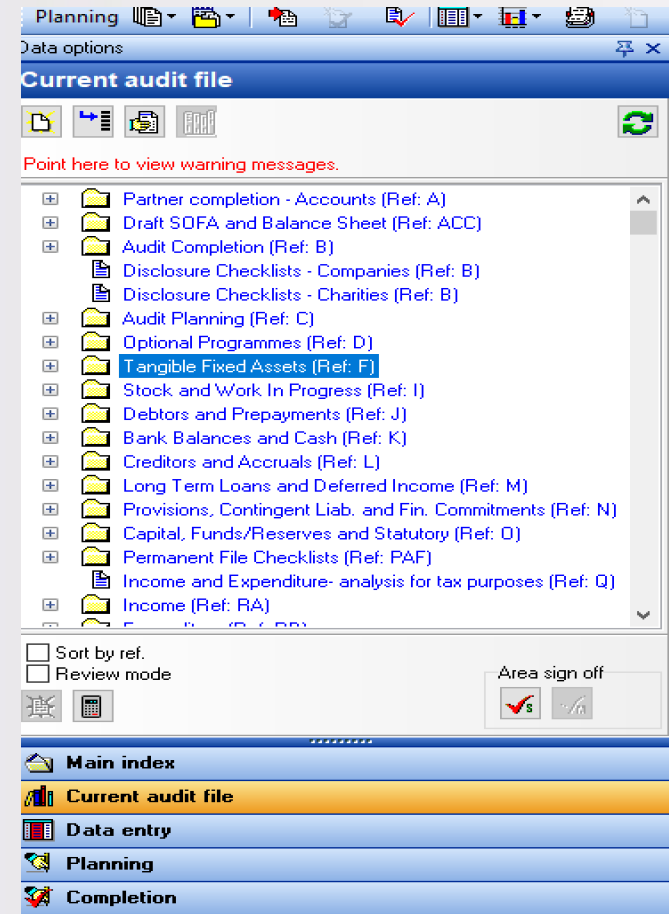 Planning
Data options
Current audit file
Point here to view warning messages.
Partner completion - Accounts (Ref: A)
Draft SOFA and Balance Sheet (Ref: ACC)
Audit Completion (Ref: B)
Disclosure Checklists - Companies (Ref: B)
Disclosure Checklists - Charities (Ref: B)
Audit Planning (Ref: C)
Optional Programmes (Ref: D)
Tangible Fixed Assets (Ref: F)
Stock and Work In Progress (Ref: I)
Debtors and Prepayments (Ref: J)
Bank Balances and Cash (Ref: K)
Creditors and Accruals (Ref: L)
Long Term Loans and Deferred Income (Ref: M)
Provisions, Contingent Liab. and Fin. Commitments (Ref: N)
Capital, Funds/Reserves and Statutory (Ref: O)
Permanent File Checklists (Ref: PAF)
Income and Expenditure- analysis for tax purposes (Ref: Q)
Income (Ref: RA)
Sort by ref.
Review mode
Area sign off
Main index
Current audit file
Data entry
Planning
Completion